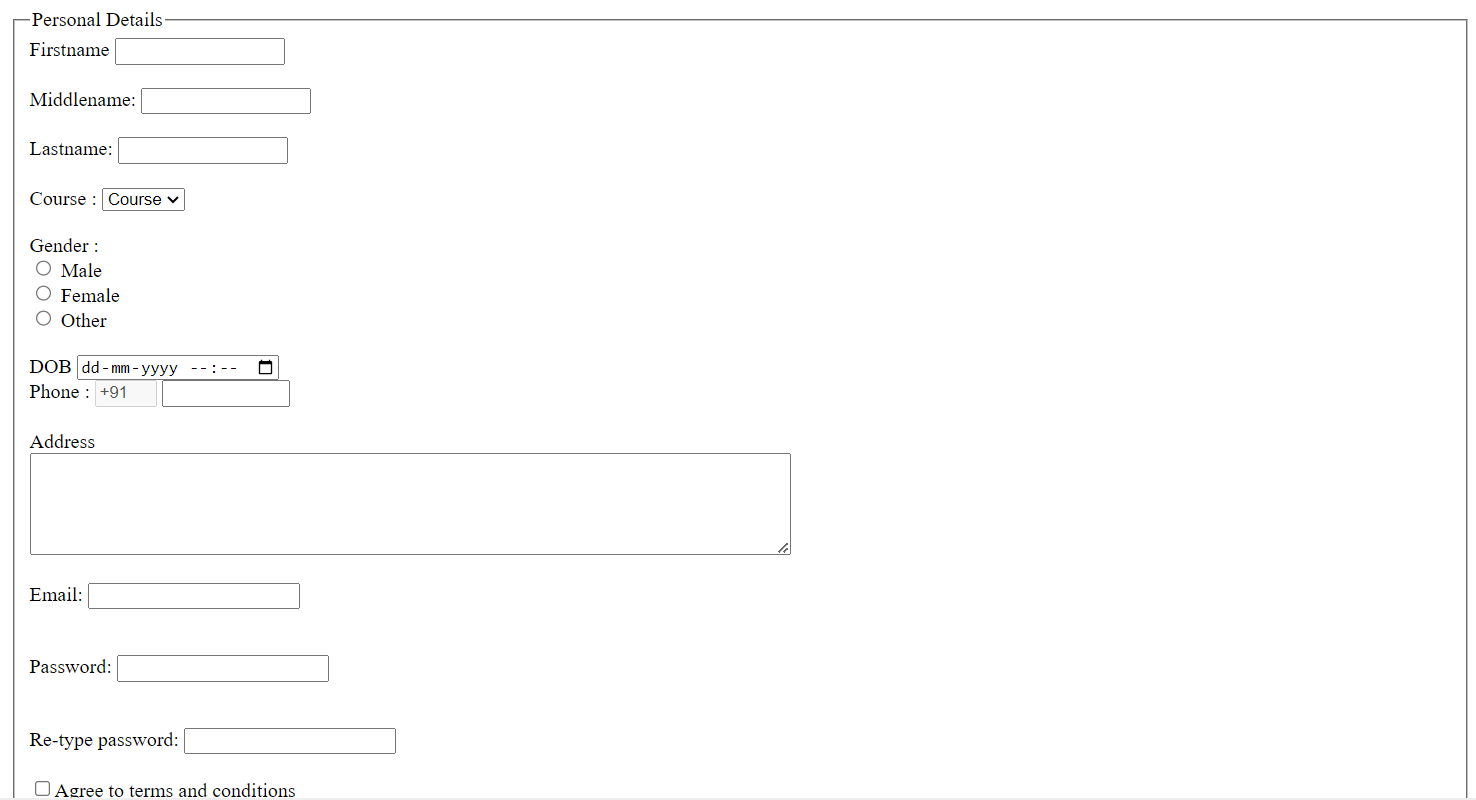 Personal Details
Firstname
Middlename:
Lastname:
Course : Course
Gender :
Male
Female
Other
DOB dd-mm-yyyy --:--
Phone : +91
Address
Email:
Password:
Re-type password:
Agree to terms and conditions